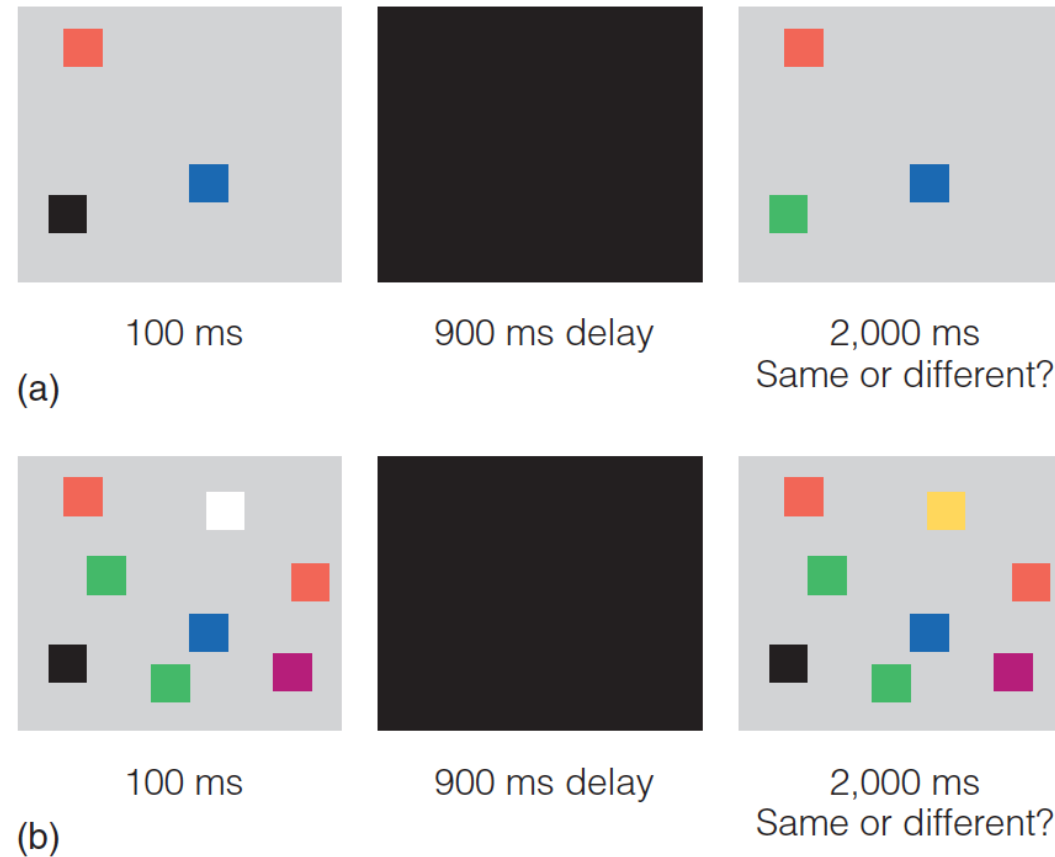 100 ms
900 ms delay
2,000 ms
Same or different?
(a)
100 ms
900 ms delay
2,000 ms
Same or different?
(b)